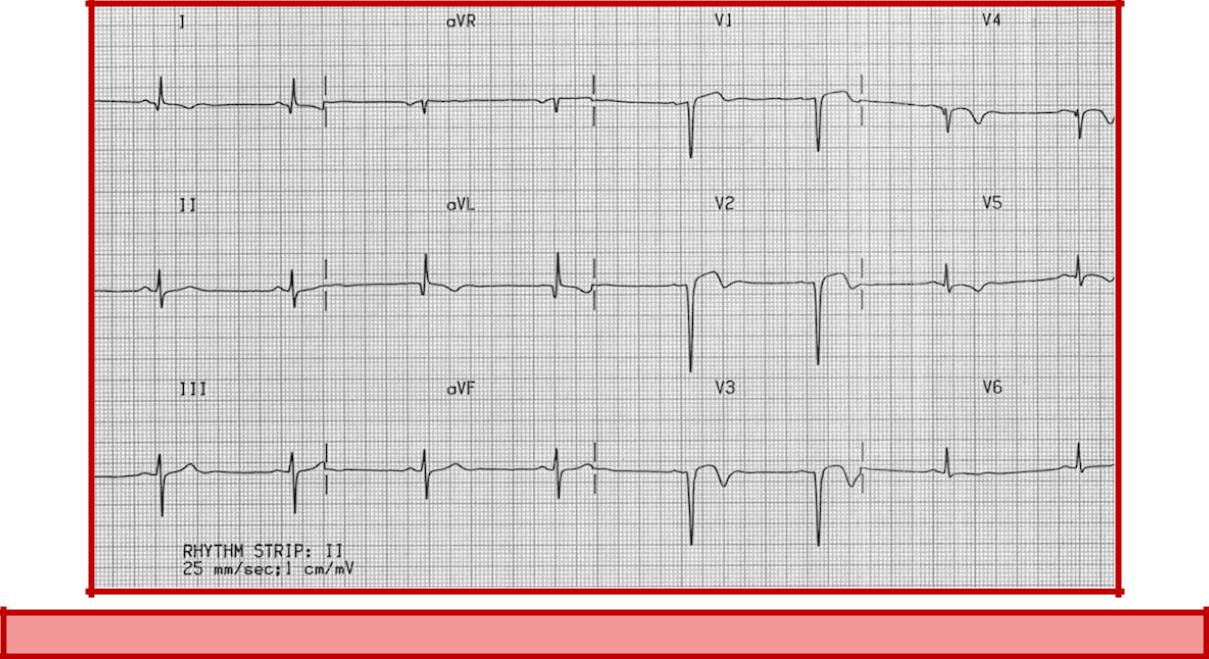 I aVR V1 V4
II aVL V2 V5
III aVF V3 V6
RHYTHM STRIP: II
25 mm/sec;1 cm/mV